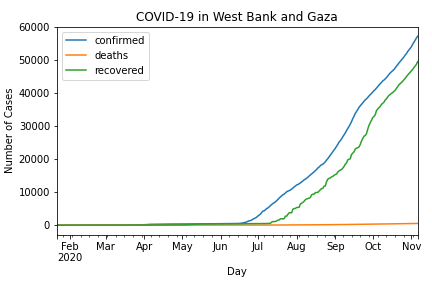 COVID-19 in West Bank and Gaza
confirmed
deaths
recovered
Number of Cases
60000
50000
40000
30000
20000
10000
0
Feb Mar Apr May Jun Jul Aug Sep Oct Nov
2020
Day